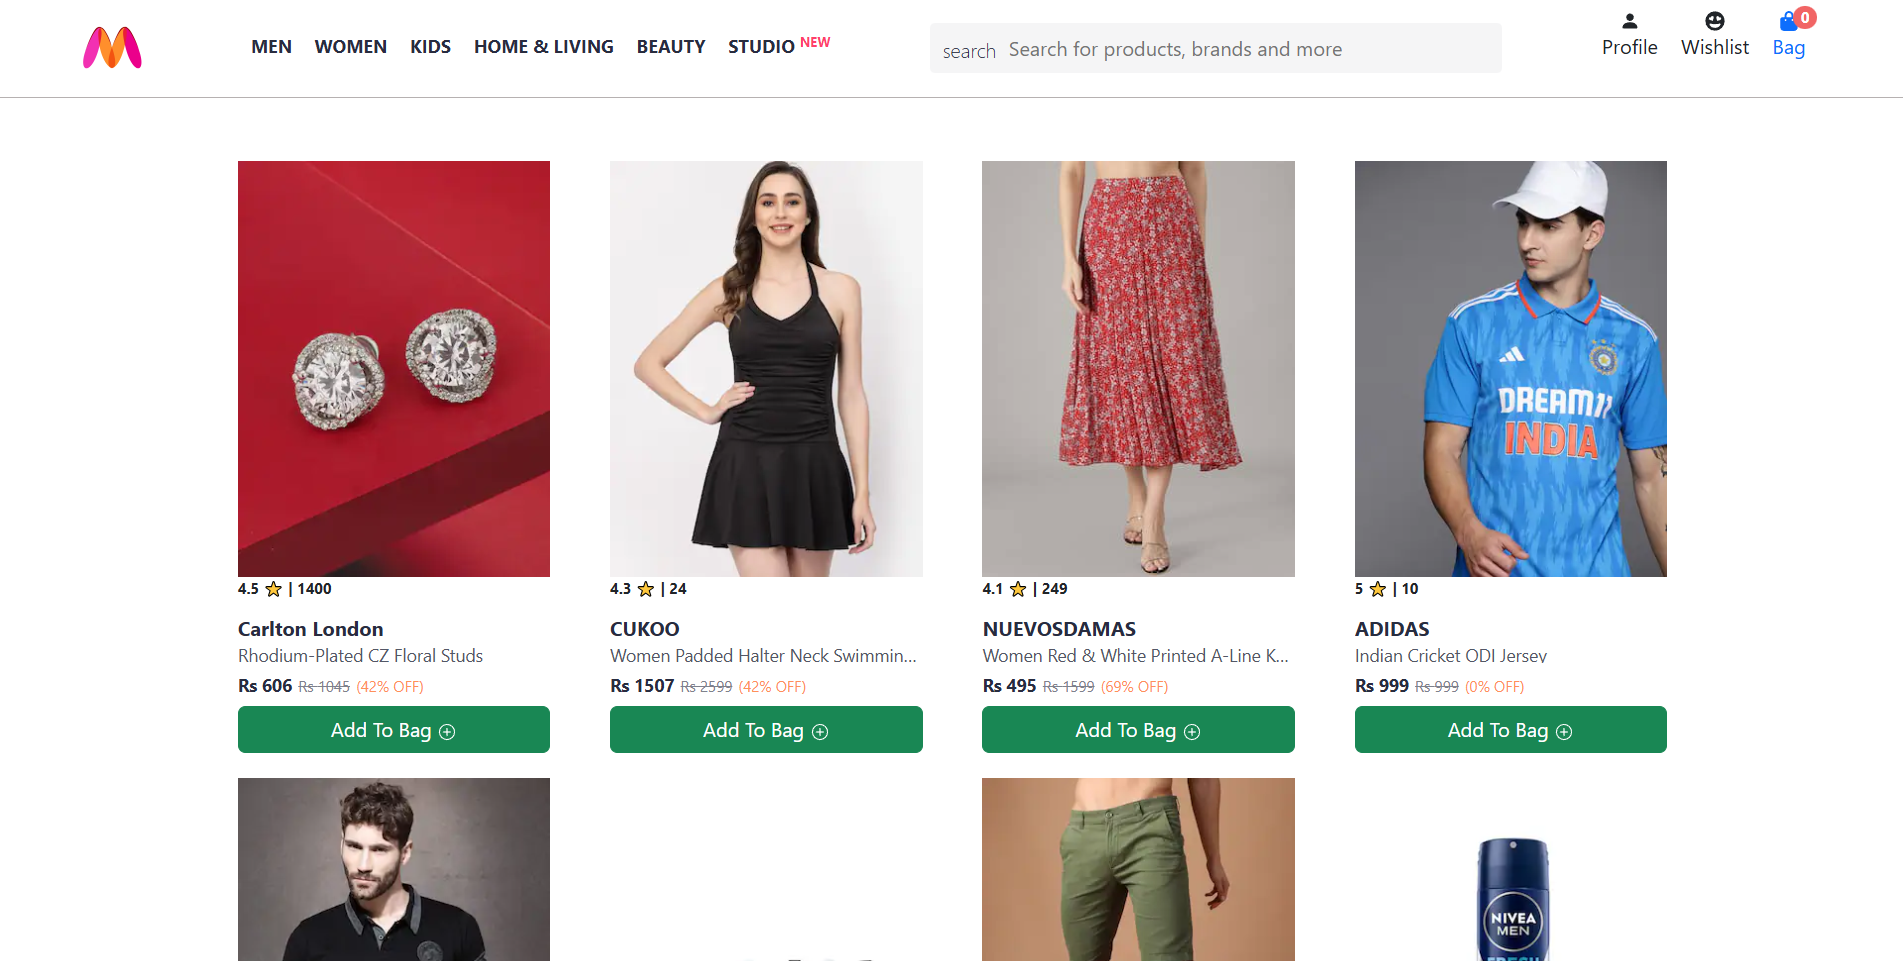 MEN WOMEN KIDS HOME & LIVING BEAUTY STUDIO NEW
search Search for products, brands and more
Profile Wishlist Bag 0
DREAM11
INDIA
4.5 ⭐ | 1400
Carlton London
Rhodium-Plated CZ Floral Studs
Rs 606 Rs 1045 (42% OFF)
Add To Bag
4.3 ⭐ | 24
CUKOO
Women Padded Halter Neck Swimmin...
Rs 1507 Rs 2599 (42% OFF)
Add To Bag
4.1 ⭐ | 249
NUEVOSDAMAS
Women Red & White Printed A-Line K...
Rs 495 Rs 1599 (69% OFF)
Add To Bag
5 ⭐ | 10
ADIDAS
Indian Cricket ODI Jersey
Rs 999 Rs 999 (0% OFF)
Add To Bag
NIVEA
MEN
FRESH